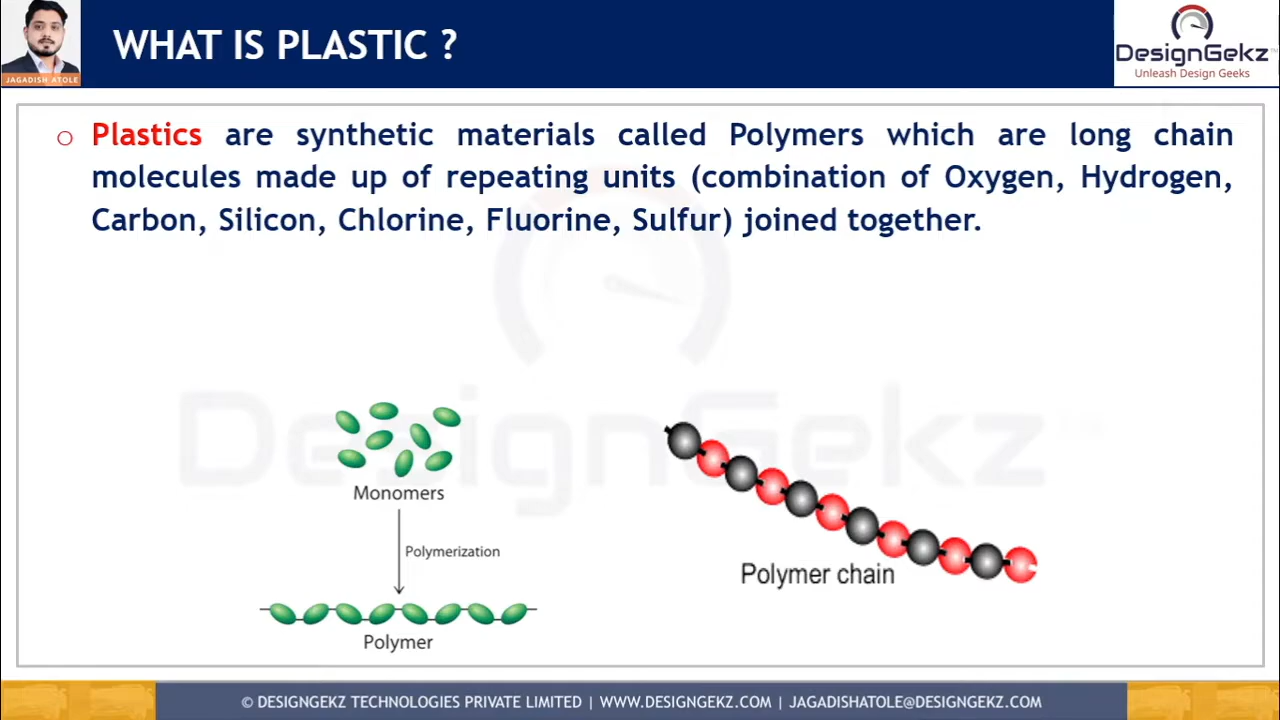 WHAT IS PLASTIC ?
JAGADISH ATOLE
DesignGekz™
Unleash Design Geeks
○ Plastics are synthetic materials called Polymers which are long chain
molecules made up of repeating units (combination of Oxygen, Hydrogen,
Carbon, Silicon, Chlorine, Fluorine, Sulfur) joined together.
DesignGekz™
Monomers
Polymerization
Polymer
Polymer chain
© DESIGNGEKZ TECHNOLOGIES PRIVATE LIMITED | WWW.DESIGNGEKZ.COM | JAGADISHATOLE@DESIGNGEKZ.COM